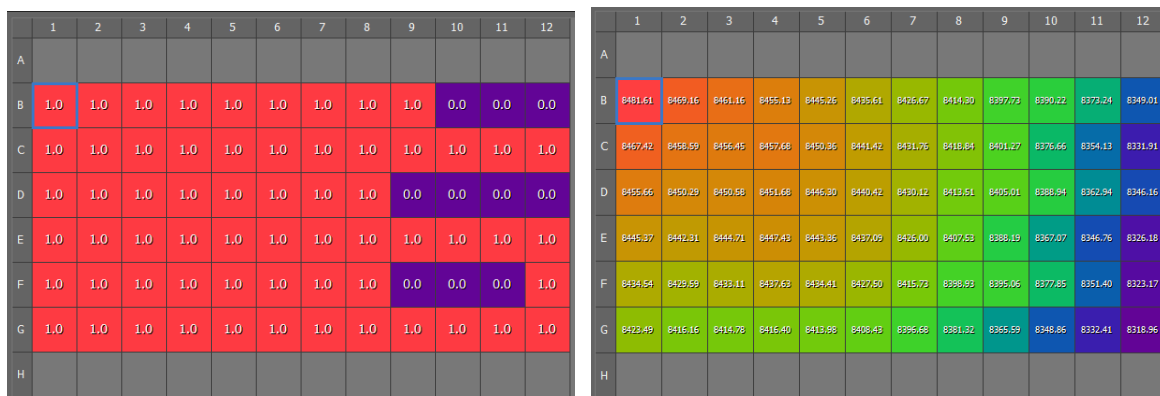 1 2 3 4 5 6 7 8 9 10 11 12
A
B 1.0 1.0 1.0 1.0 1.0 1.0 1.0 1.0 1.0 0.0 0.0 0.0
C 1.0 1.0 1.0 1.0 1.0 1.0 1.0 1.0 1.0 1.0 1.0 1.0
D 1.0 1.0 1.0 1.0 1.0 1.0 1.0 1.0 0.0 0.0 0.0 0.0
E 1.0 1.0 1.0 1.0 1.0 1.0 1.0 1.0 1.0 1.0 1.0 1.0
F 1.0 1.0 1.0 1.0 1.0 1.0 1.0 1.0 0.0 0.0 0.0 1.0
G 1.0 1.0 1.0 1.0 1.0 1.0 1.0 1.0 1.0 1.0 1.0 1.0
H
1 2 3 4 5 6 7 8 9 10 11 12
A
B 8481.61 8469.16 8461.16 8455.13 8445.26 8435.61 8426.67 8414.30 8397.73 8390.22 8373.24 8349.01
C 8467.42 8458.59 8456.45 8457.68 8450.36 8441.42 8431.76 8418.84 8401.27 8376.66 8354.13 8331.91
D 8455.66 8450.29 8450.58 8451.68 8446.30 8440.42 8430.12 8413.51 8405.01 8388.94 8362.94 8346.16
E 8445.37 8442.31 8444.71 8447.43 8443.36 8437.09 8426.00 8407.53 8388.19 8367.07 8346.76 8326.18
F 8434.54 8429.59 8433.11 8437.63 8434.41 8427.50 8415.73 8398.93 8395.06 8377.85 8351.40 8323.17
G 8423.49 8416.16 8414.78 8416.40 8413.98 8408.43 8396.68 8381.32 8365.59 8348.86 8332.41 8318.96
H